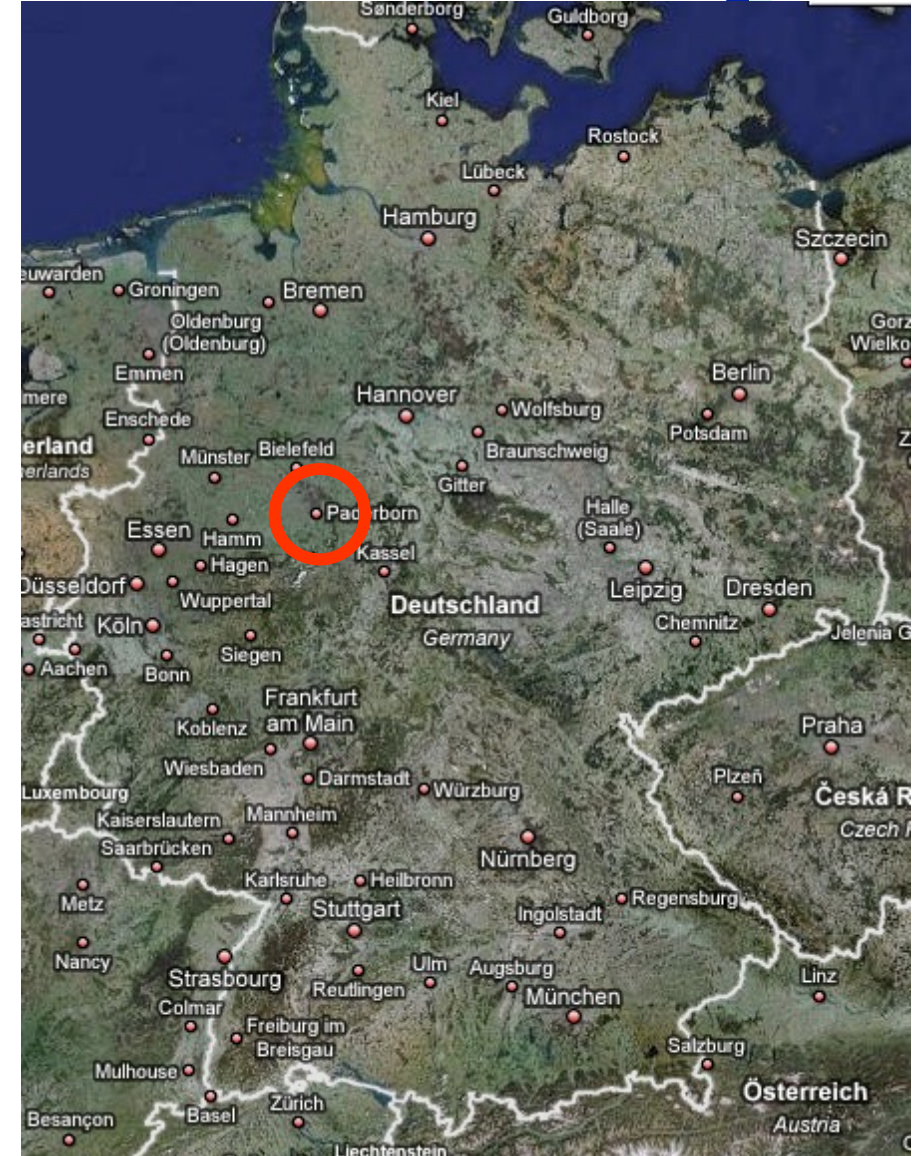 Sønderborg
Guldborg
Kiel
Rostock
Lübeck
Hamburg
Szczecin
euwarden
Groningen
Bremen
Oldenburg
(Oldenburg)
Gorz
Wielko
Emmen
Berlin
mere
Hannover
Wolfsburg
Enschede
Potsdam
erland
erlands
Münster
Bielefeld
Braunschweig
Z
Gitter
Paderborn
Halle
(Saale)
Essen
Hamm
Kassel
Hagen
Düsseldorf
Wuppertal
Leipzig
Dresden
Deutschland
Germany
astricht
Köln
Chemnitz
Jelenia G
Siegen
Aachen
Bonn
Frankfurt
am Main
Koblenz
Praha
Wiesbaden
Darmstadt
Plzeň
Würzburg
Luxembourg
Česká R
Czech R
Kaiserslautern
Mannheim
Saarbrücken
Nürnberg
Karlsruhe
Heilbronn
Metz
Stuttgart
Regensburg
Ingolstadt
Nancy
Strasbourg
Ulm
Augsburg
Reutlingen
Linz
München
Colmar
Freiburg im
Breisgau
Salzburg
Mulhouse
Österreich
Austria
Basel
Zürich
Besançon
Liechtenstein